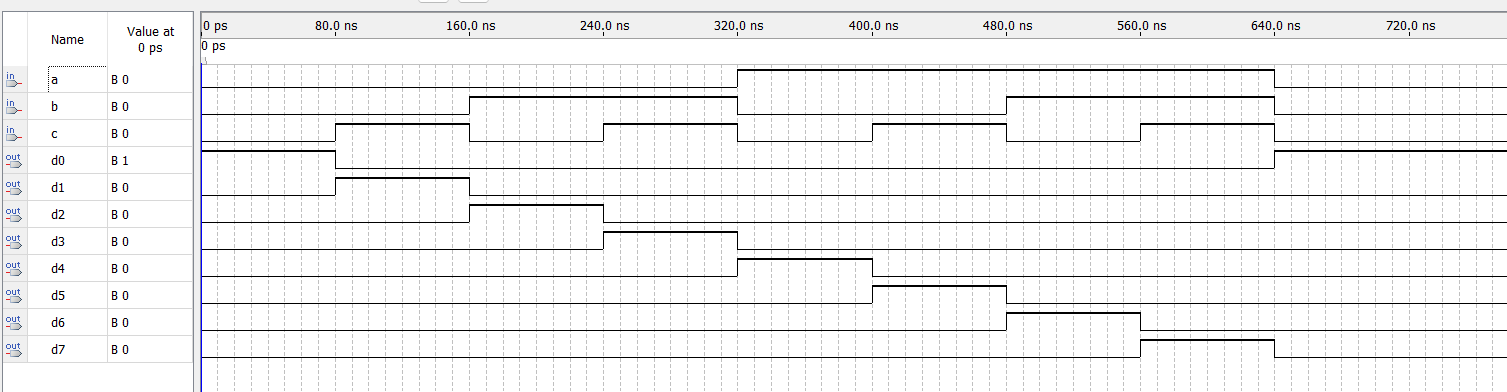 Name
Value at
0 ps
0 ps 80.0 ns 160.0 ns 240.0 ns 320.0 ns 400.0 ns 480.0 ns 560.0 ns 640.0 ns 720.0 ns
0 ps
in a B 0
in b B 0
in c B 0
out d0 B 1
out d1 B 0
out d2 B 0
out d3 B 0
out d4 B 0
out d5 B 0
out d6 B 0
out d7 B 0